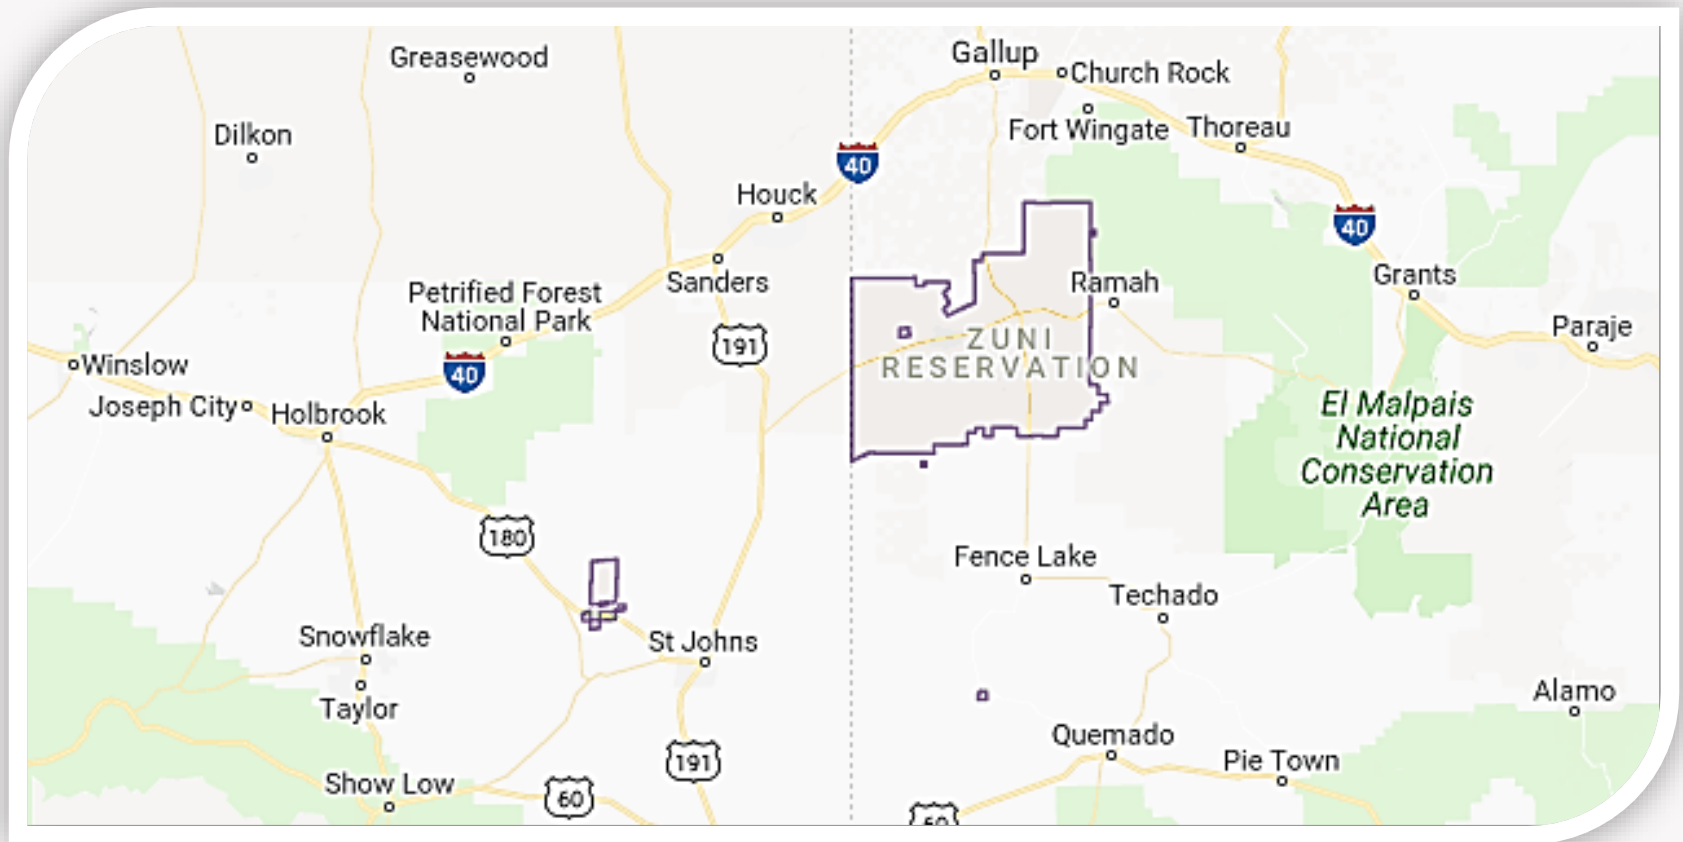 Greasewood
Gallup
Church Rock
Dilkon
Fort Wingate
Thoreau
40
Houck
40
Sanders
Ramah
Grants
Petrified Forest
National Park
Paraje
ZUNI
RESERVATION
191
Winslow
40
Joseph City
Holbrook
El Malpais
National
Conservation
Area
180
Fence Lake
Techado
Snowflake
St Johns
Taylor
Alamo
Quemado
191
Pie Town
Show Low
60
60